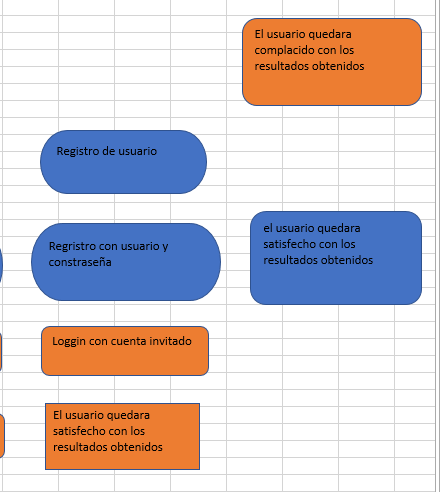 El usuario quedara
complacido con los
resultados obtenidos
Registro de usuario
Regristro con usuario y
constraseña
el usuario quedara
satisfecho con los
resultados obtenidos
Loggin con cuenta invitado
El usuario quedara
satisfecho con los
resultados obtenidos